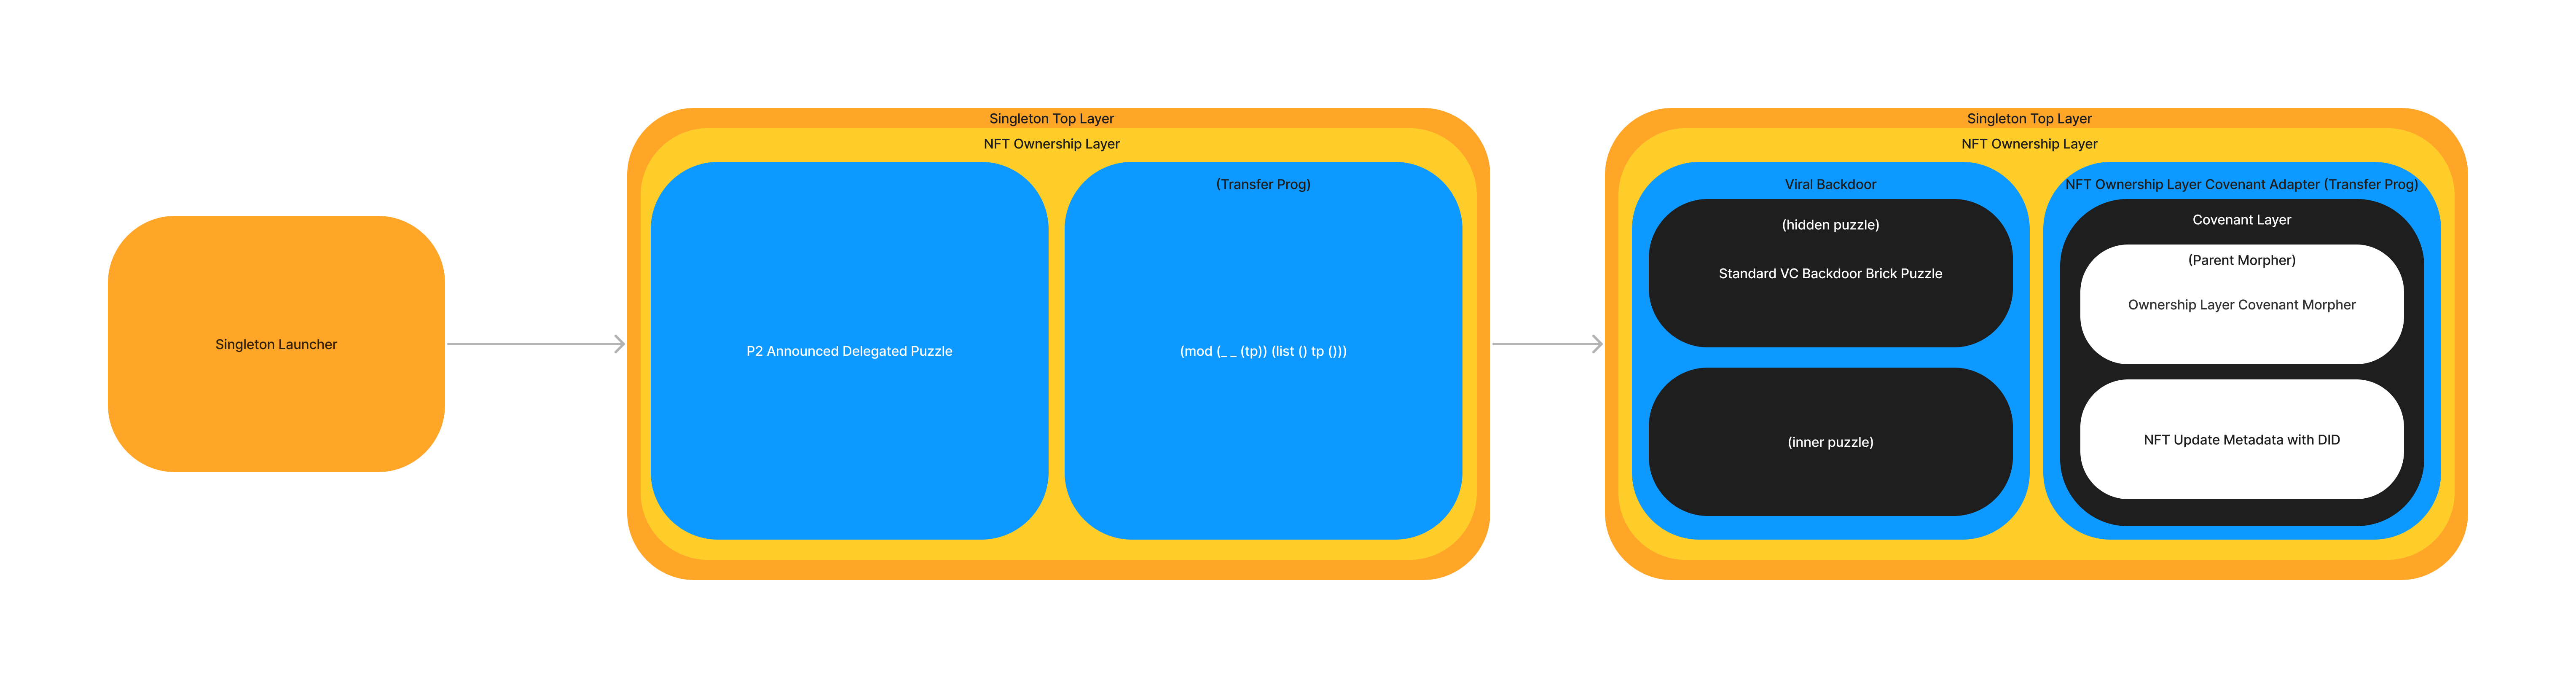 Singleton Launcher
Singleton Top Layer
NFT Ownership Layer
P2 Announced Delegated Puzzle
(Transfer Prog)
(mod (_ _ (tp)) (list () tp ()))
Singleton Top Layer
NFT Ownership Layer
Viral Backdoor
(hidden puzzle)
Standard VC Backdoor Brick Puzzle
(inner puzzle)
NFT Ownership Layer Covenant Adapter (Transfer Prog)
Covenant Layer
(Parent Morpher)
Ownership Layer Covenant Morpher
NFT Update Metadata with DID